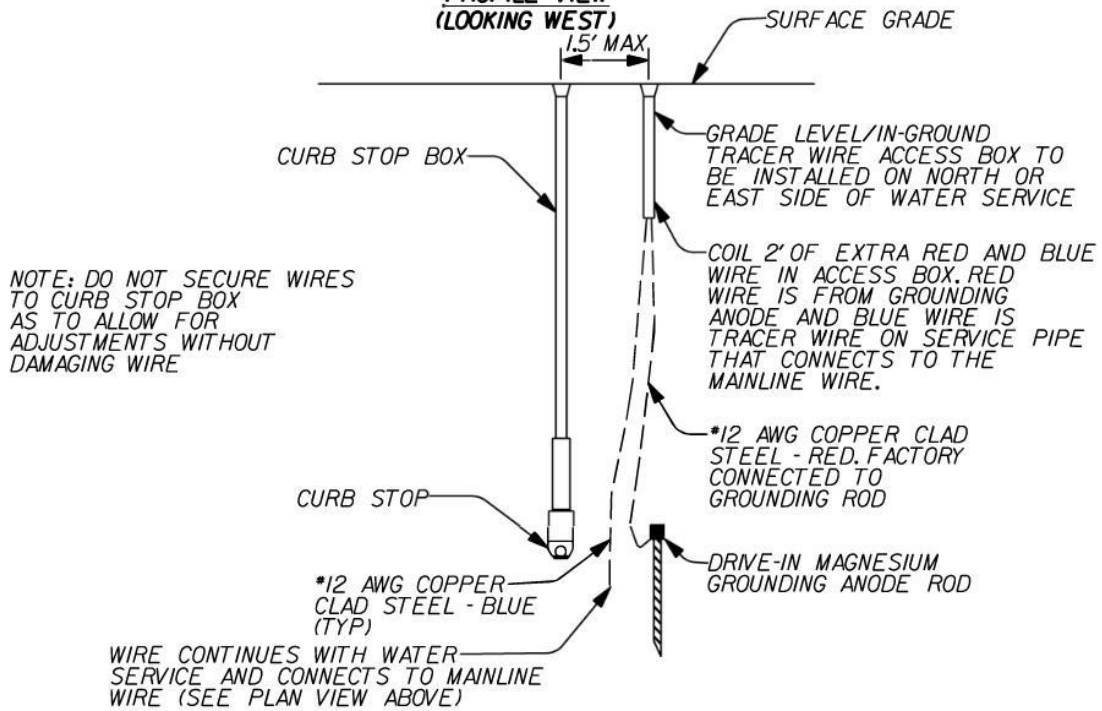 (LOOKING WEST)
1.5' MAX
SURFACE GRADE
GRADE LEVEL/IN-GROUND
TRACER WIRE ACCESS BOX TO
BE INSTALLED ON NORTH OR
EAST SIDE OF WATER SERVICE
CURB STOP BOX
COIL 2' OF EXTRA RED AND BLUE
WIRE IN ACCESS BOX. RED
WIRE IS FROM GROUNDING
ANODE AND BLUE WIRE IS
TRACER WIRE ON SERVICE PIPE
THAT CONNECTS TO THE
MAINLINE WIRE.
NOTE: DO NOT SECURE WIRES
TO CURB STOP BOX
AS TO ALLOW FOR
ADJUSTMENTS WITHOUT
DAMAGING WIRE
#12 AWG COPPER CLAD
STEEL - RED. FACTORY
CONNECTED TO
GROUNDING ROD
CURB STOP
DRIVE-IN MAGNESIUM
GROUNDING ANODE ROD
#12 AWG COPPER
CLAD STEEL - BLUE
(TYP)
WIRE CONTINUES WITH WATER
SERVICE AND CONNECTS TO MAINLINE
WIRE (SEE PLAN VIEW ABOVE)